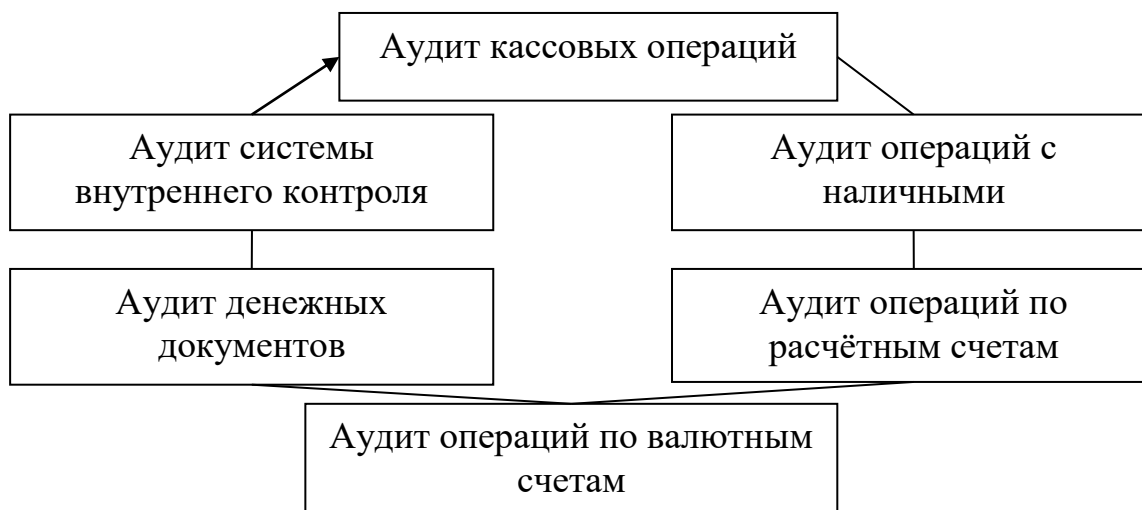 Аудит кассовых операций
Аудит системы
внутреннего контроля
Аудит операций с
наличными
Аудит денежных
документов
Аудит операций по
расчётным счетам
Аудит операций по валютным
счетам